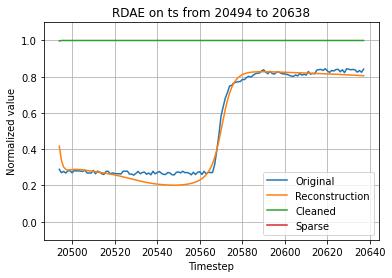 RDAE on ts from 20494 to 20638
Normalized value
1.0
0.8
0.6
0.4
0.2
0.0
Original
Reconstruction
Cleaned
Sparse
20500 20520 20540 20560 20580 20600 20620 20640
Timestep